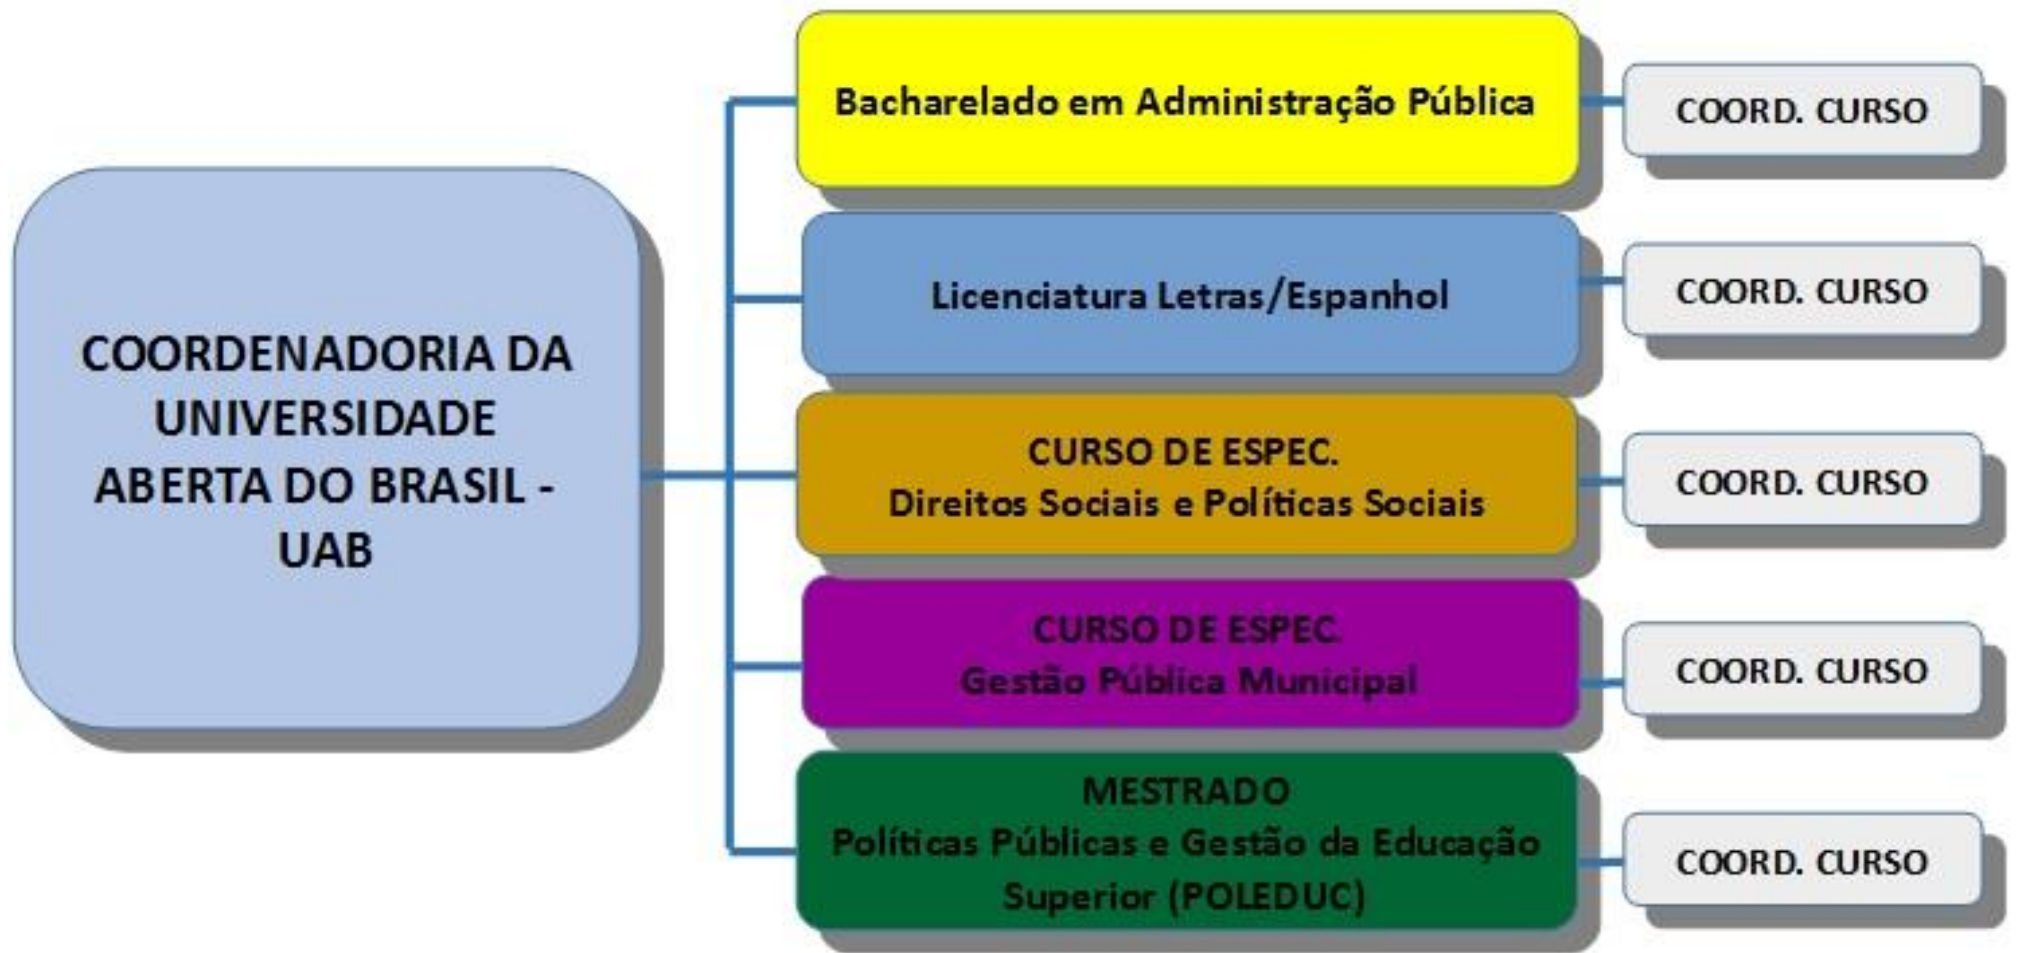 COORDENADORIA DA
UNIVERSIDADE
ABERTA DO BRASIL -
UAB
Bacharelado em Administração Pública
COORD. CURSO
Licenciatura Letras/Espanhol
COORD. CURSO
CURSO DE ESPEC.
Direitos Sociais e Políticas Sociais
COORD. CURSO
CURSO DE ESPEC.
Gestão Pública Municipal
COORD. CURSO
MESTRADO
Políticas Públicas e Gestão da Educação
Superior (POLEDUC)
COORD. CURSO